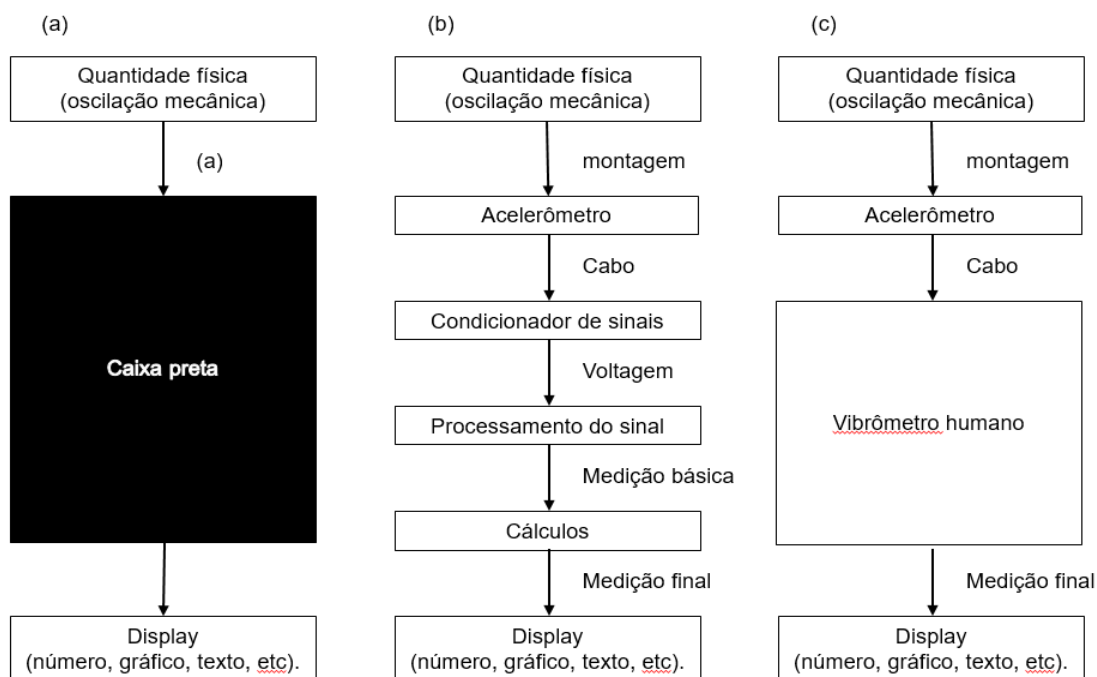 (a)
Quantidade física
(oscilação mecânica)
(a)
Caixa preta
Display
(número, gráfico, texto, etc).
(b)
Quantidade física
(oscilação mecânica)
montagem
Acelerômetro
Cabo
Condicionador de sinais
Voltagem
Processamento do sinal
Medição básica
Cálculos
Medição final
Display
(número, gráfico, texto, etc).
(c)
Quantidade física
(oscilação mecânica)
montagem
Acelerômetro
Cabo
Vibrômetro humano
Medição final
Display
(número, gráfico, texto, etc).